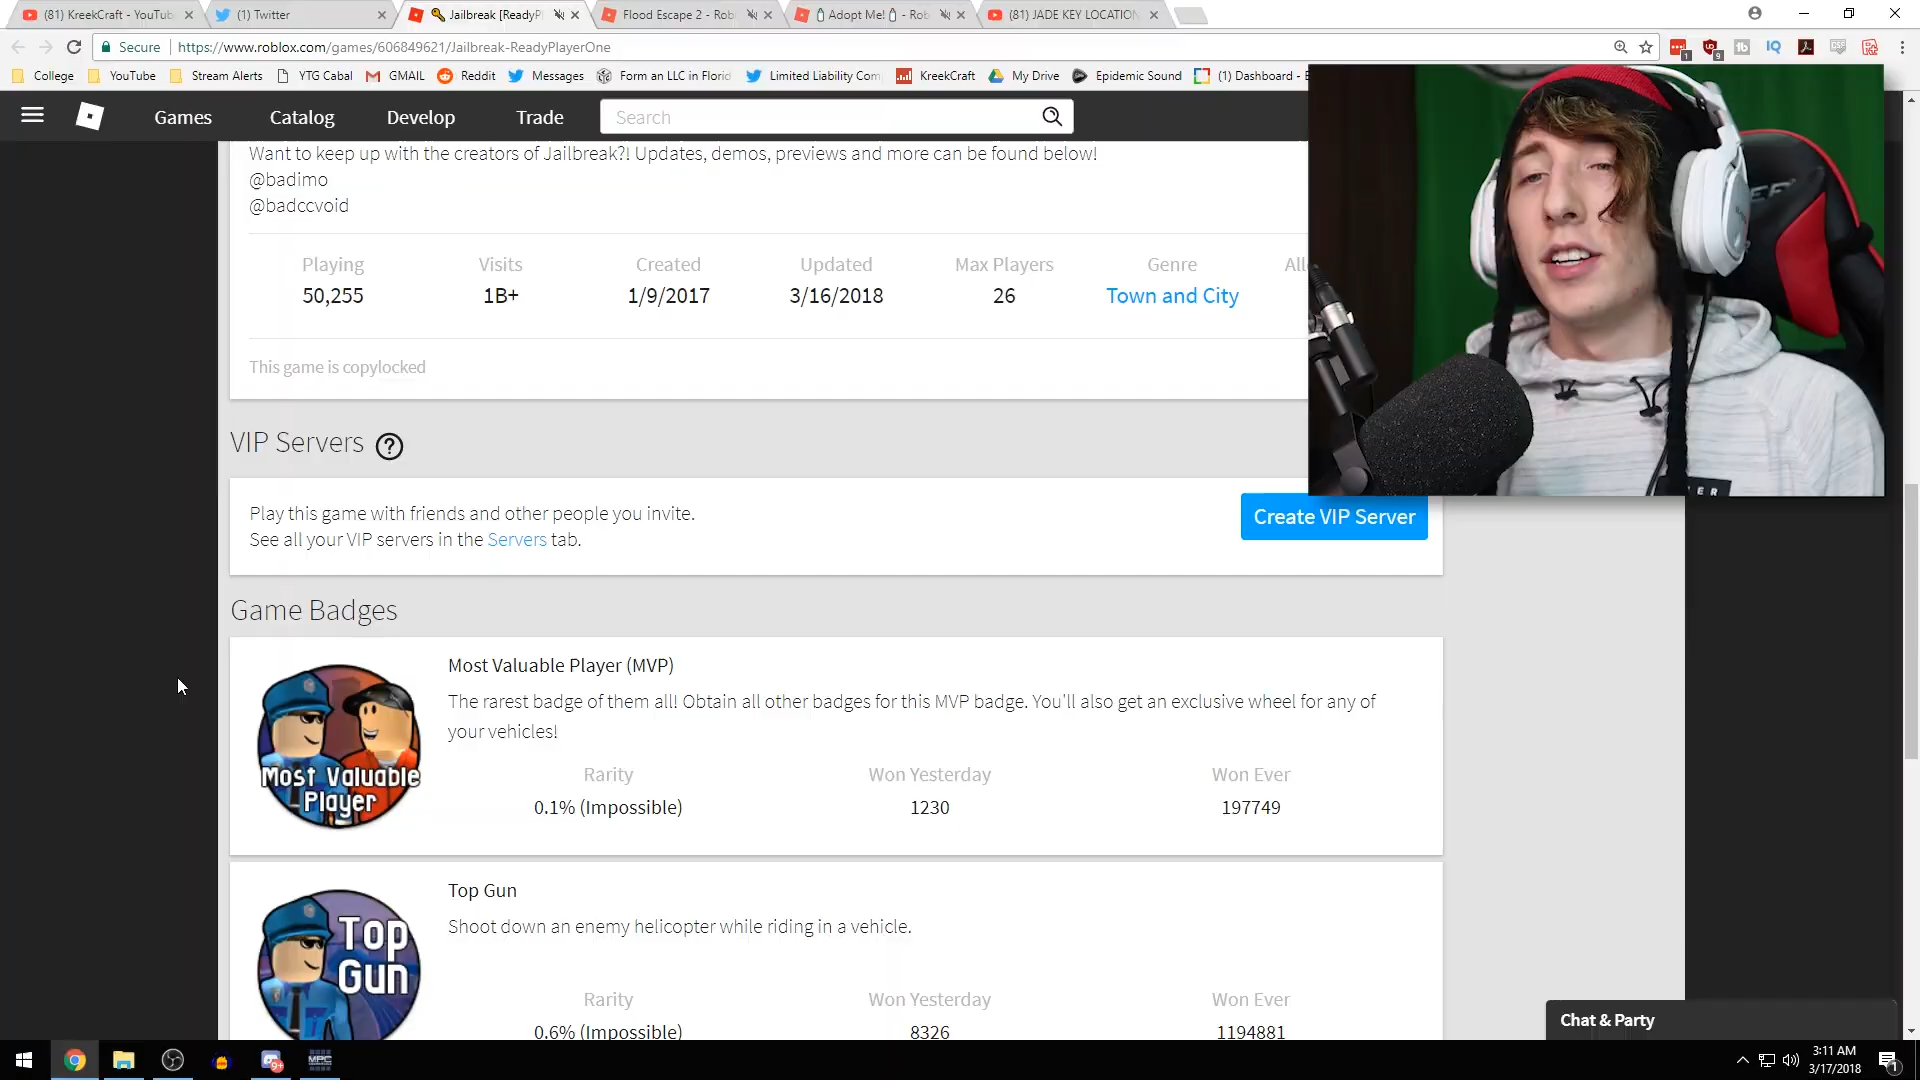 (81) KreekCraft - YouTub
(1) Twitter
Jailbreak [ReadyPl
Flood Escape 2 - Rob
Adopt Me! - Rob
(81) JADE KEY LOCATION
Secure
https://www.roblox.com/games/606849621/Jailbreak-ReadyPlayerOne
College
YouTube
Stream Alerts
YTG Cabal
GMAIL
Reddit
Messages
Form an LLC in Florid
Limited Liability Com
KreekCraft
My Drive
Epidemic Sound
(1) Dashboard - E
Games
Catalog
Develop
Trade
Search
Want to keep up with the creators of Jailbreak?! Updates, demos, previews and more can be found below!
@badimo
@badccvoid
Playing
Visits
Created
Updated
Max Players
Genre
All
50,255
1B+
1/9/2017
3/16/2018
26
Town and City
This game is copylocked
VIP Servers ?
Play this game with friends and other people you invite.
See all your VIP servers in the Servers tab.
Create VIP Server
Game Badges
Most Valuable
Player
Most Valuable Player (MVP)
The rarest badge of them all! Obtain all other badges for this MVP badge. You'll also get an exclusive wheel for any of
your vehicles!
Rarity
Won Yesterday
Won Ever
0.1% (Impossible)
1230
197749
Top
Gun
Top Gun
Shoot down an enemy helicopter while riding in a vehicle.
Rarity
Won Yesterday
Won Ever
0.6% (Impossible)
8326
1194881
Chat & Party
3:11 AM
3/17/2018